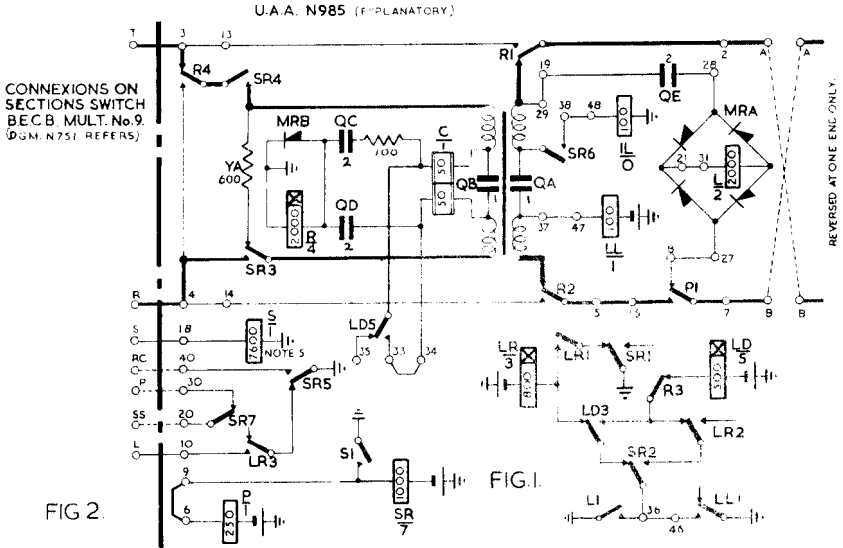 U.A.A. N985 (EXPLANATORY)
T 3 13 R1 2 A A
CONNEXIONS ON
SECTIONS SWITCH
B.E.C.B. MULT. No.9.
(DGM. N751 REFERS)
R4 SR4
19 2 28
QE
29 38 48
MRB QC C 1
MRA
YA 600
2 100 50
1L 0 100
SR6
21 31 L 2 2000
QB 1 QA 1
QD 50
2000 R 4 2
37 47 LL 1 100
SR3
8 27
REVERSED AT ONE END ONLY.
R 4 14
R2 5 15 P1 7 B B
S 18 S 1 7600 NOTE 5
LD5
RC 40
35 33 34
LR 3 800
LR1 SR1
LD 5 500
P 30 SR5
R3
SS 20 SR7
LD3 LR2
L 10 LR3
S1
SR2
9
FIG.1.
FIG 2.
6 P 1 250
1000 SR 7
L1 36 46 LL1